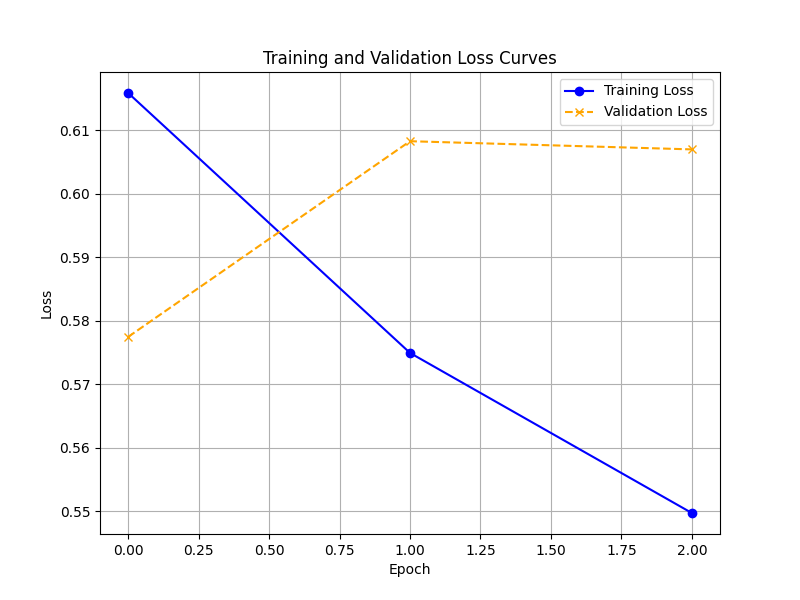 Training and Validation Loss Curves
Training Loss
Validation Loss
0.61
0.60
0.59
0.58
0.57
0.56
0.55
Loss
0.00 0.25 0.50 0.75 1.00 1.25 1.50 1.75 2.00
Epoch